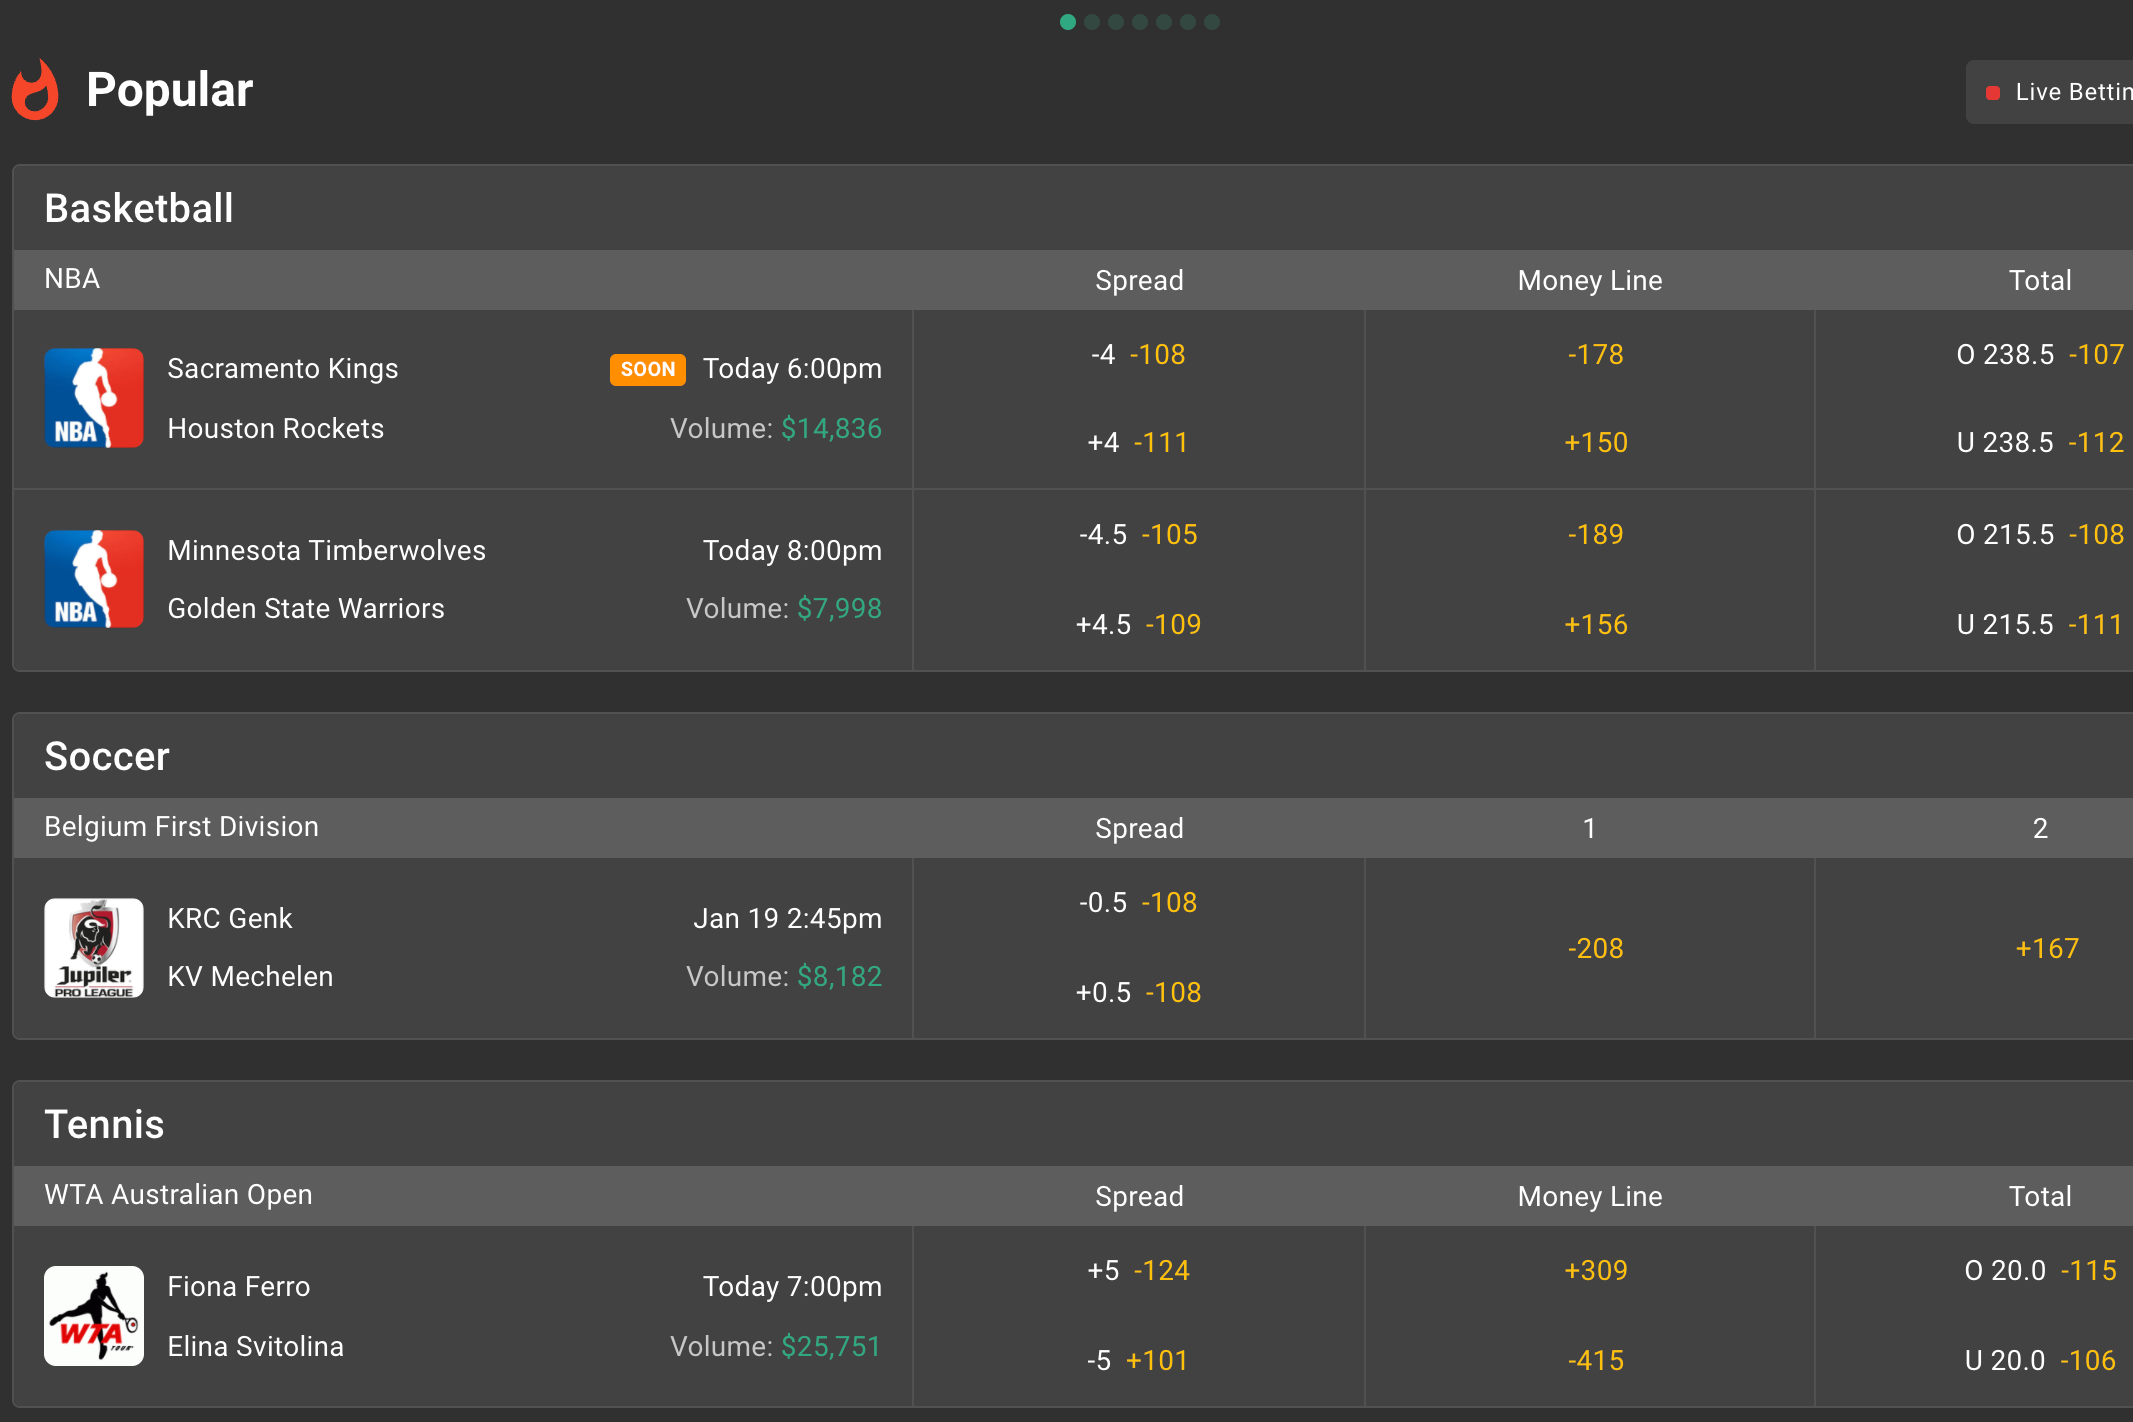 Popular
Live Bettin
Basketball
NBA Spread Money Line Total
Sacramento Kings SOON Today 6:00pm -4 -108 -178 O 238.5 -107
NBA Houston Rockets Volume: $14,836 +4 -111 +150 U 238.5 -112
Minnesota Timberwolves Today 8:00pm -4.5 -105 -189 O 215.5 -108
NBA Golden State Warriors Volume: $7,998 +4.5 -109 +156 U 215.5 -111
Soccer
Belgium First Division Spread 1 2
KRC Genk Jan 19 2:45pm -0.5 -108 -208 +167
Jupiler KV Mechelen Volume: $8,182 +0.5 -108
PRO LEAGUE
Tennis
WTA Australian Open Spread Money Line Total
Fiona Ferro Today 7:00pm +5 -124 +309 O 20.0 -115
WTA Elina Svitolina Volume: $25,751 -5 +101 -415 U 20.0 -106
TOUR